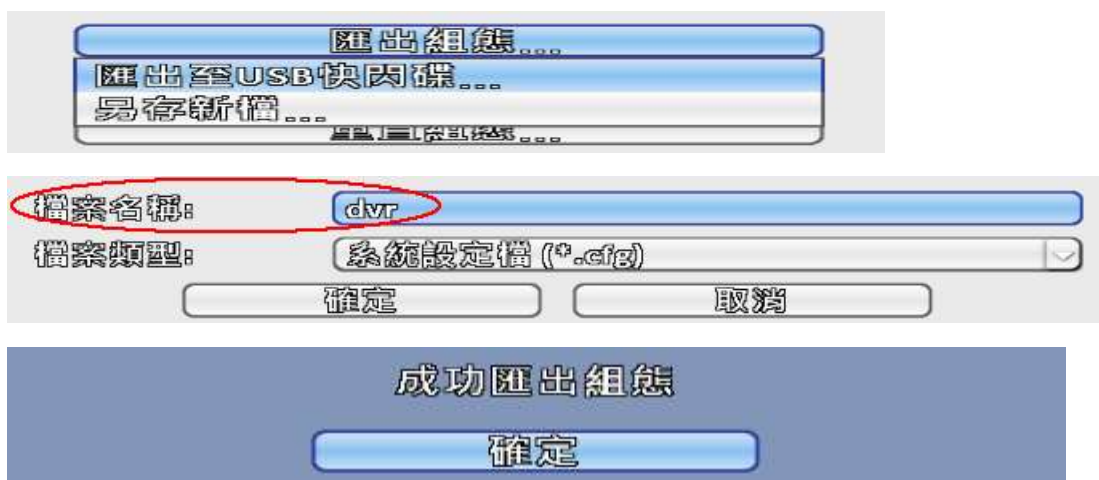 匯出組態...
匯出至USB快閃碟...
另存新檔...
檔案名稱: dvr
檔案類型: 系統設定檔 (*.cfg)
確定 取消
成功匯出組態
確定